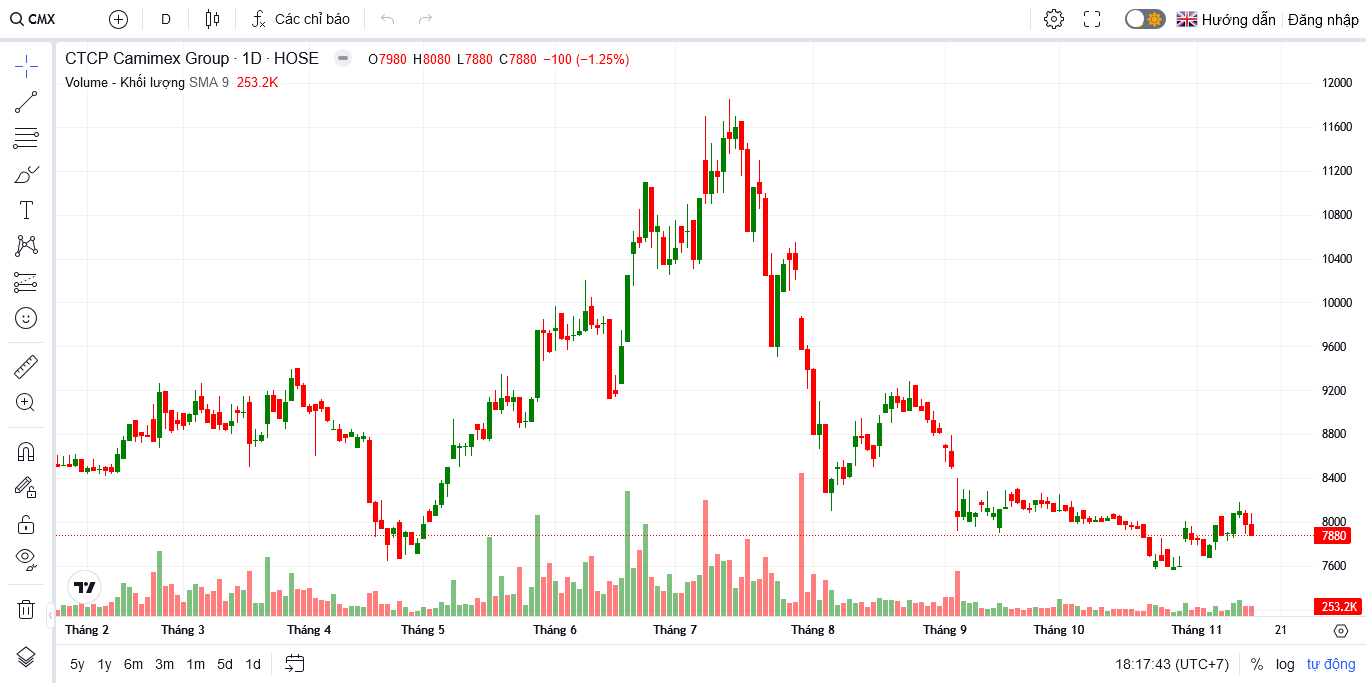 CMX D Các chỉ báo Hướng dẫn Đăng nhập
CTCP Camimex Group · 1D · HOSE O7980 H8080 L7880 C7880 −100 (−1.25%)
Volume - Khối lượng SMA 9 253.2K
12000
11600
11200
10800
10400
10000
9600
9200
8800
8400
8000
7880
7600
253.2K
Tháng 2 Tháng 3 Tháng 4 Tháng 5 Tháng 6 Tháng 7 Tháng 8 Tháng 9 Tháng 10 Tháng 11 21
5y 1y 6m 3m 1m 5d 1d 18:17:43 (UTC+7) % log tự động